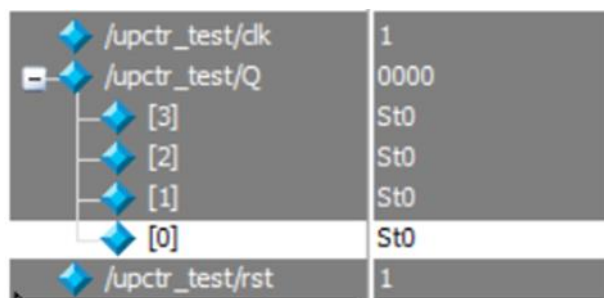 /upctr_test/clk 1
/upctr_test/Q 0000
[3] St0
[2] St0
[1] St0
[0] St0
/upctr_test/rst 1